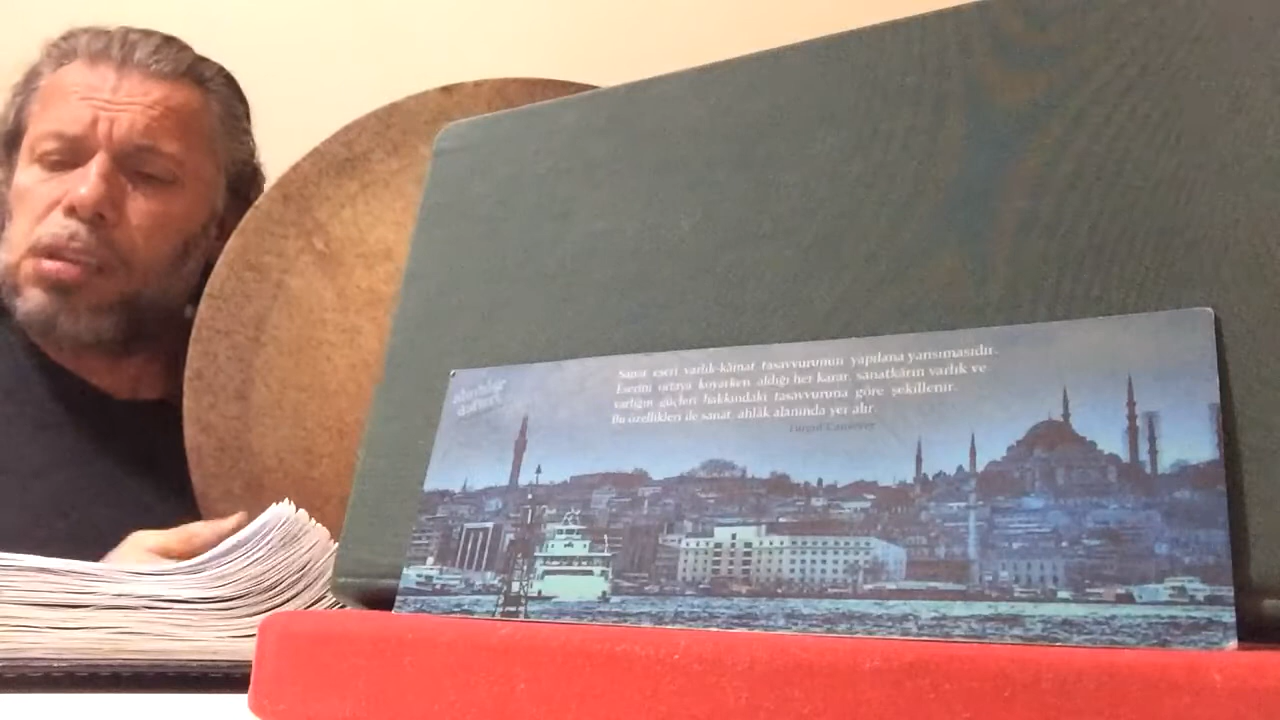 Sanat eseri varlık-kâinat tasavvurunun yapılana yansımasıdır.
Eserini ortaya koyarken aldığı her karar, sanatkârın varlık ve
varlığın güçleri hakkındaki tasavvuruna göre şekillenir.
Bu özellikleri ile sanat, ahlâk alanında yer alır.
Turgut Cansever